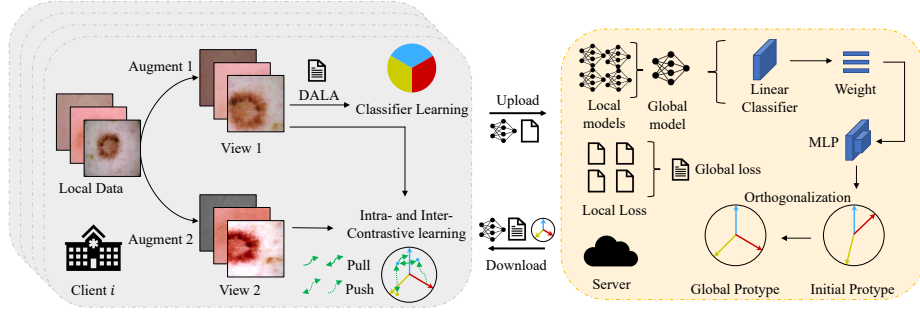 Augment 1
DALA
Classifier Learning
View 1
Local Data
Augment 2
Intra- and Inter-
Contrastive learning
Pull
Push
Client i
View 2
Upload
Download
Local
models
Global
model
Linear
Classifier
Weight
MLP
Global loss
Local Loss
Orthogonalization
Server
Global Protype
Initial Protype